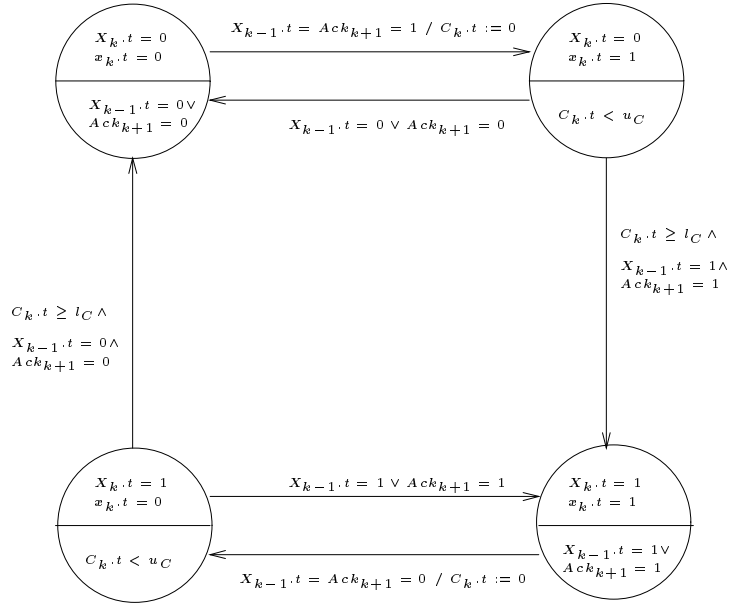 X_k.t = 0
x_k.t = 0
X_{k-1}.t = 0∨
Ack_{k+1} = 0
X_{k-1}.t = Ack_{k+1} = 1 / C_k.t := 0
X_{k-1}.t = 0 ∨ Ack_{k+1} = 0
X_k.t = 0
x_k.t = 1
C_k.t < u_C
C_k.t ≥ l_C ∧
X_{k-1}.t = 1∧
Ack_{k+1} = 1
C_k.t ≥ l_C ∧
X_{k-1}.t = 0∧
Ack_{k+1} = 0
X_k.t = 1
x_k.t = 0
C_k.t < u_C
X_{k-1}.t = 1 ∨ Ack_{k+1} = 1
X_{k-1}.t = Ack_{k+1} = 0 / C_k.t := 0
X_k.t = 1
x_k.t = 1
X_{k-1}.t = 1∨
Ack_{k+1} = 1